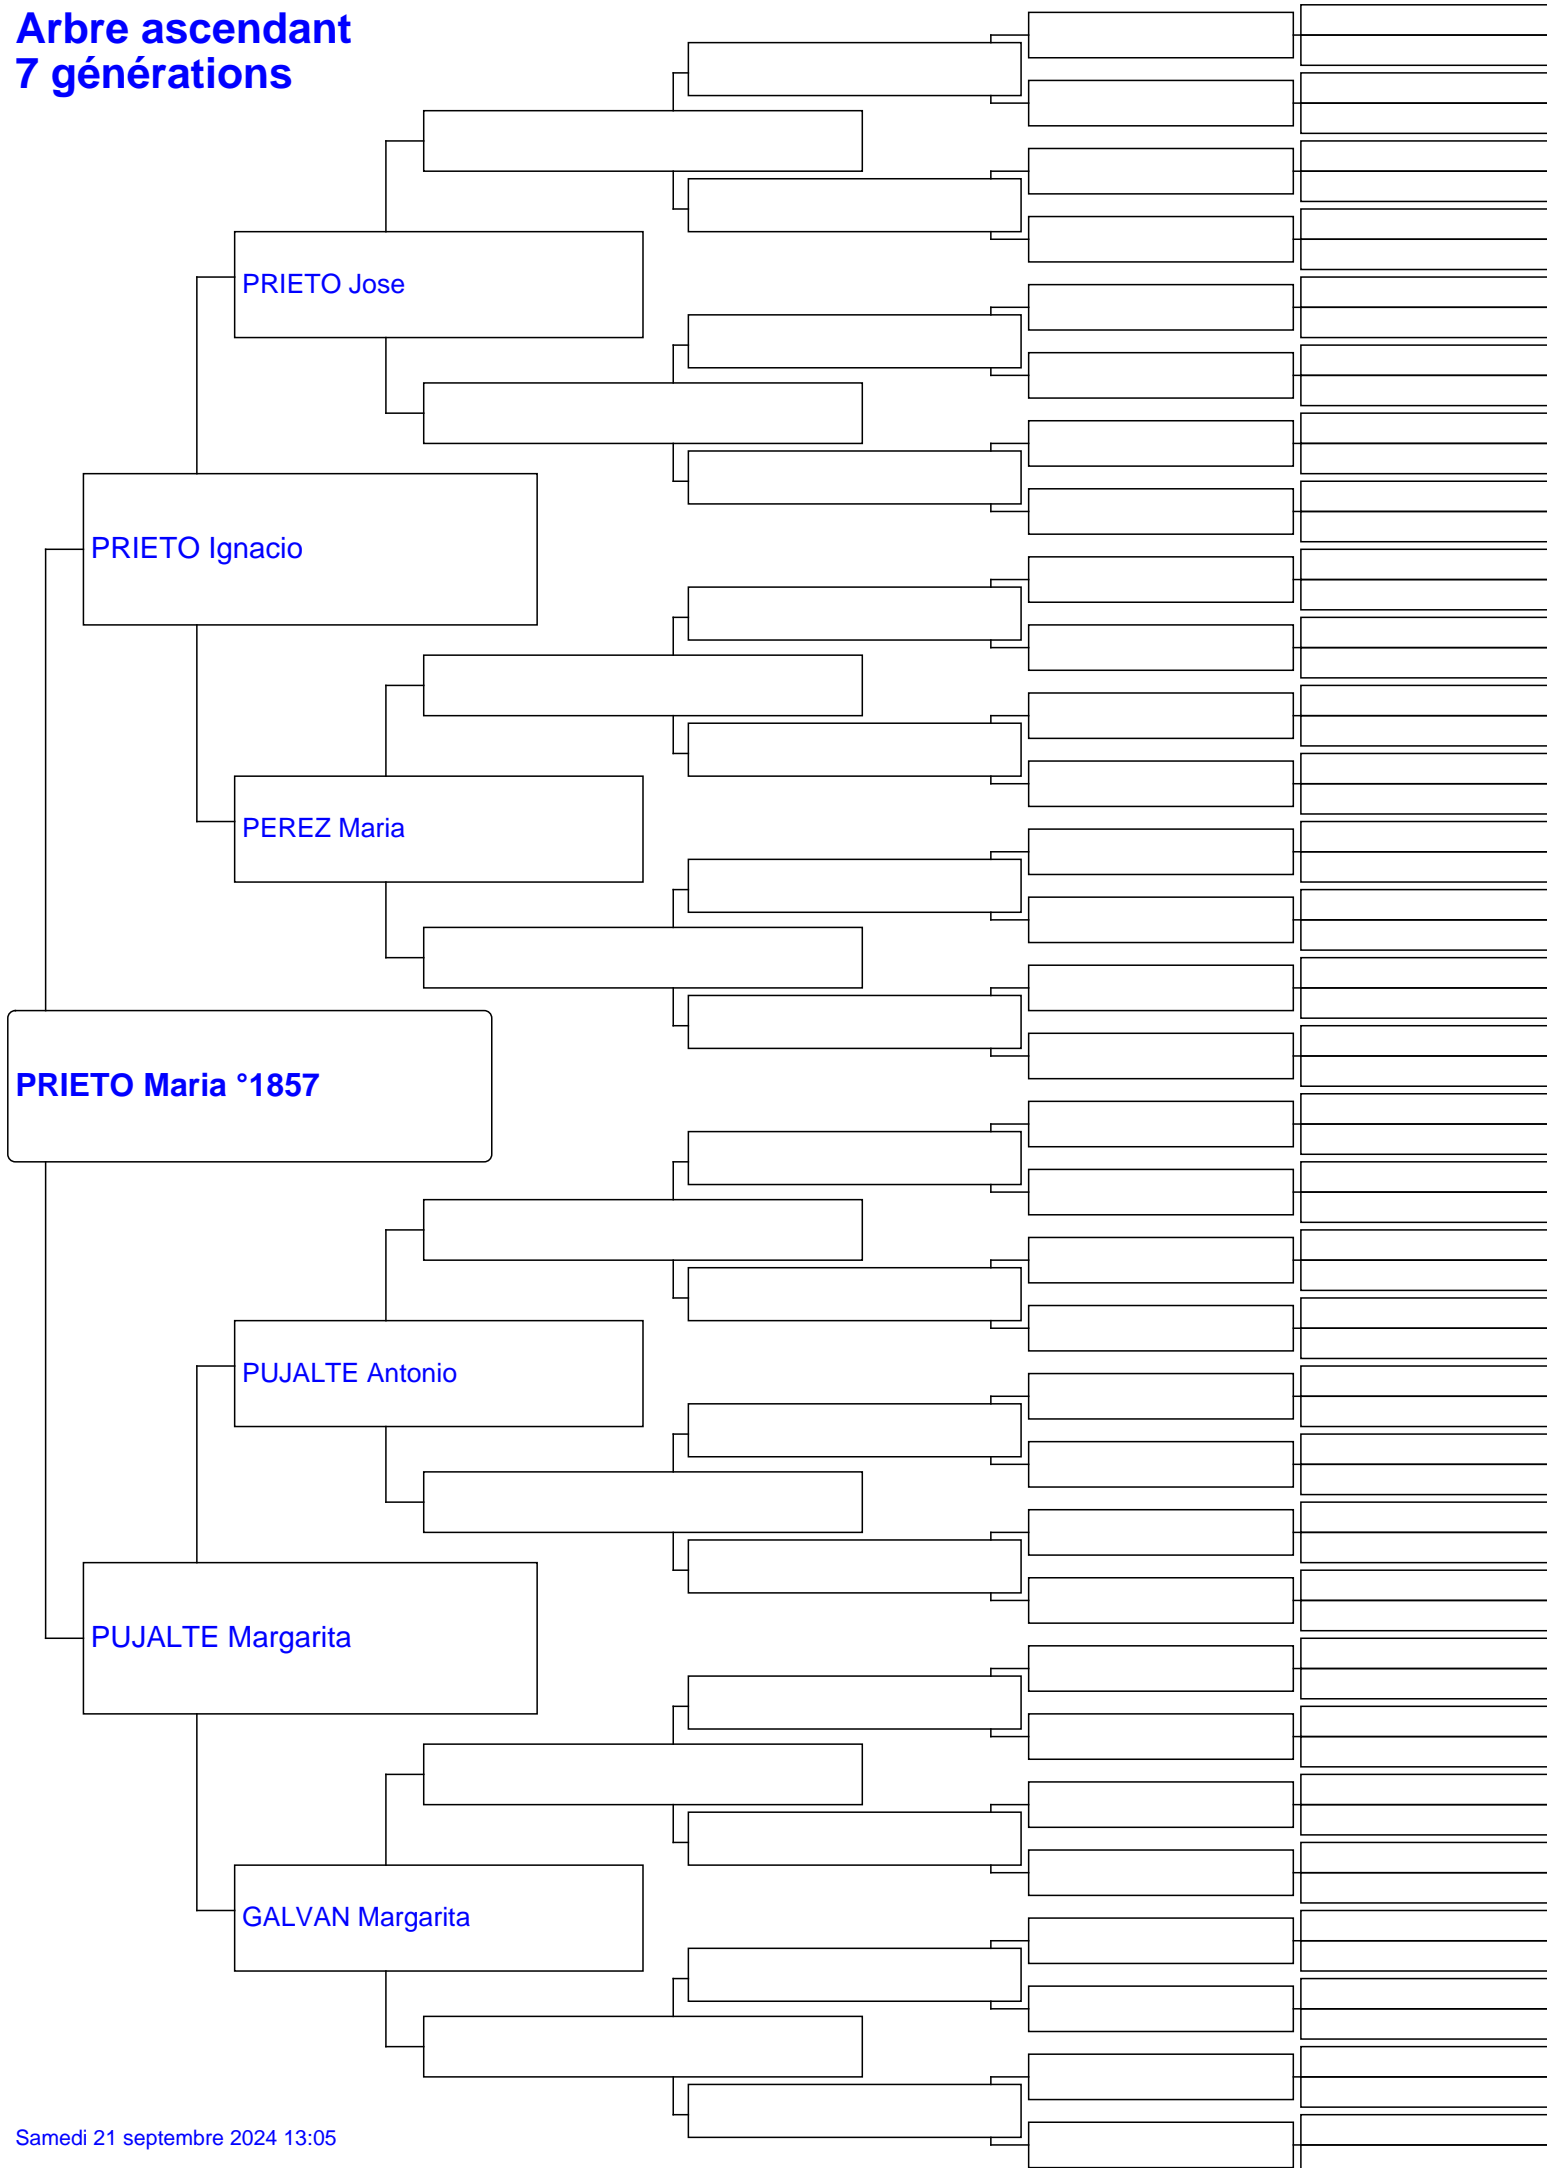 Arbre ascendant
7 générations
PRIETO Jose
PRIETO Ignacio
PEREZ Maria
PRIETO Maria °1857
PUJALTE Antonio
PUJALTE Margarita
GALVAN Margarita
Samedi 21 septembre 2024 13:05